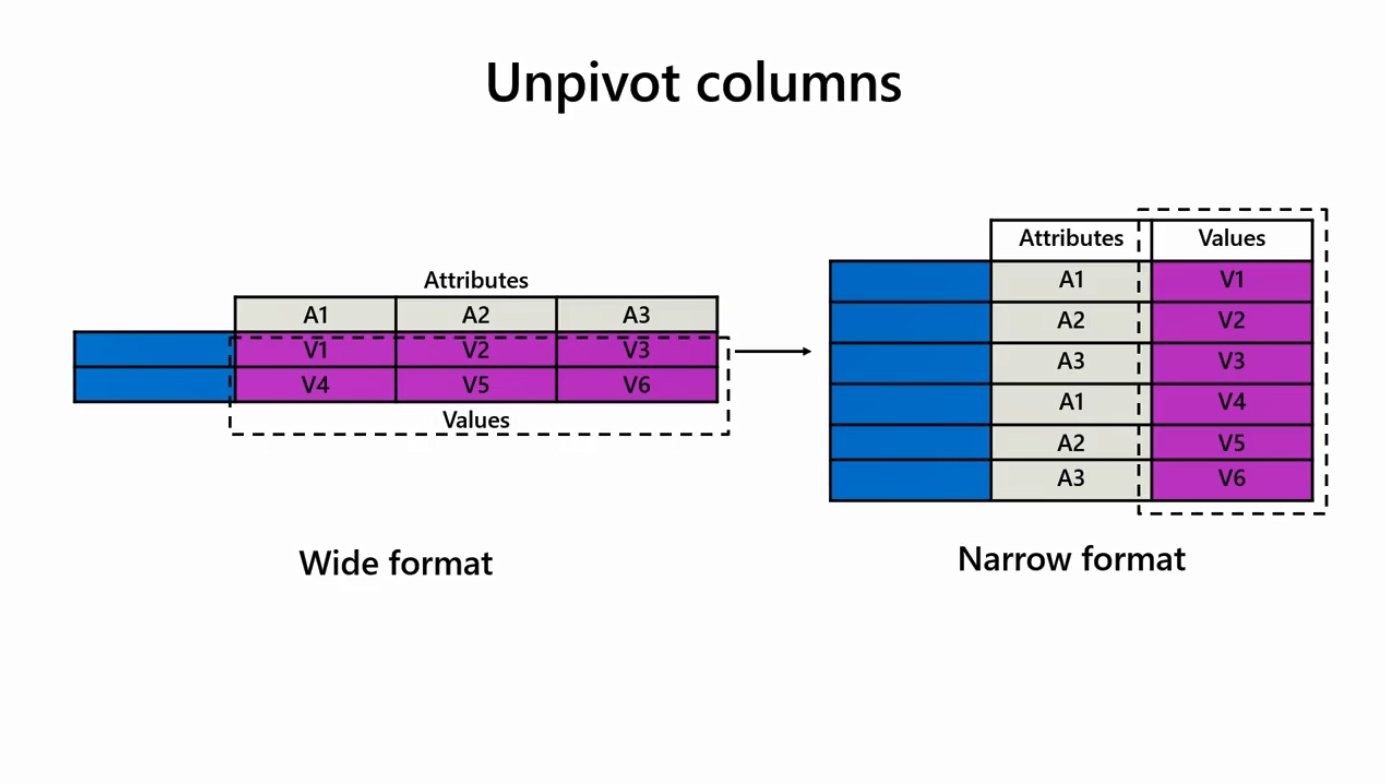 Unpivot columns
Attributes
A1 A2 A3
V1 V2 V3
V4 V5 V6
Values
Wide format
Attributes Values
A1 V1
A2 V2
A3 V3
A1 V4
A2 V5
A3 V6
Narrow format